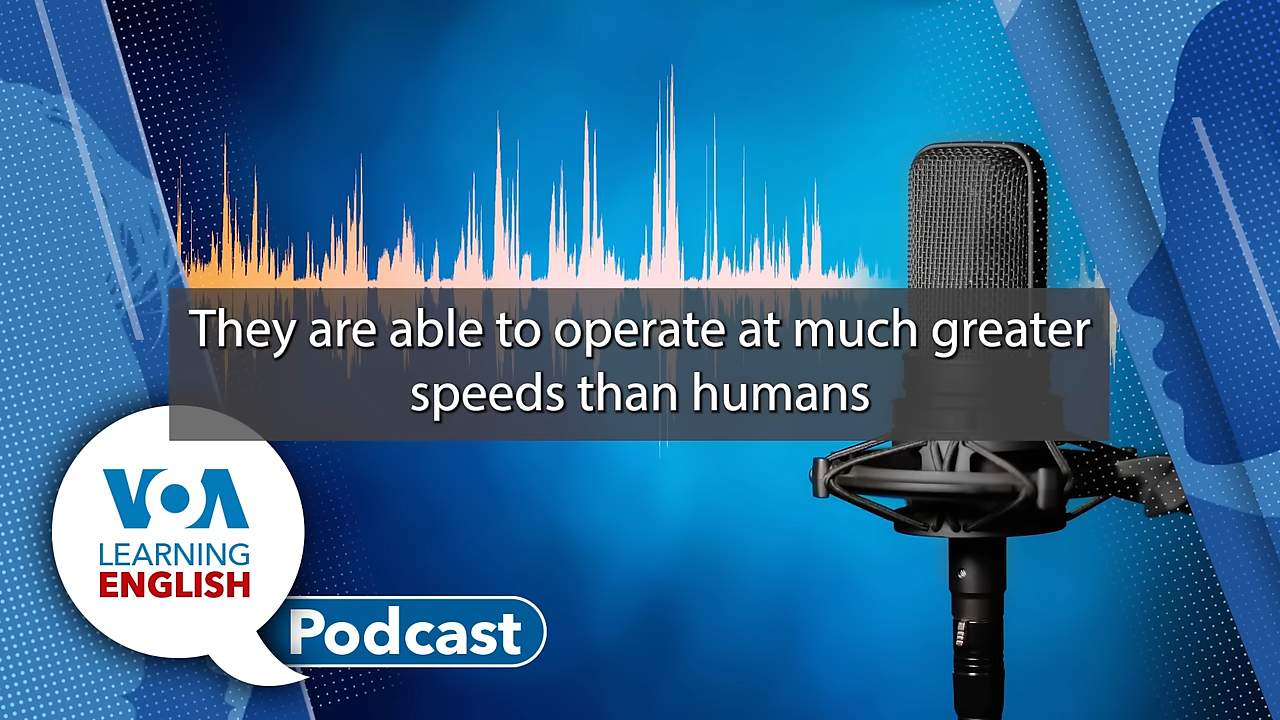 They are able to operate at much greater
speeds than humans
VOA
LEARNING
ENGLISH
Podcast